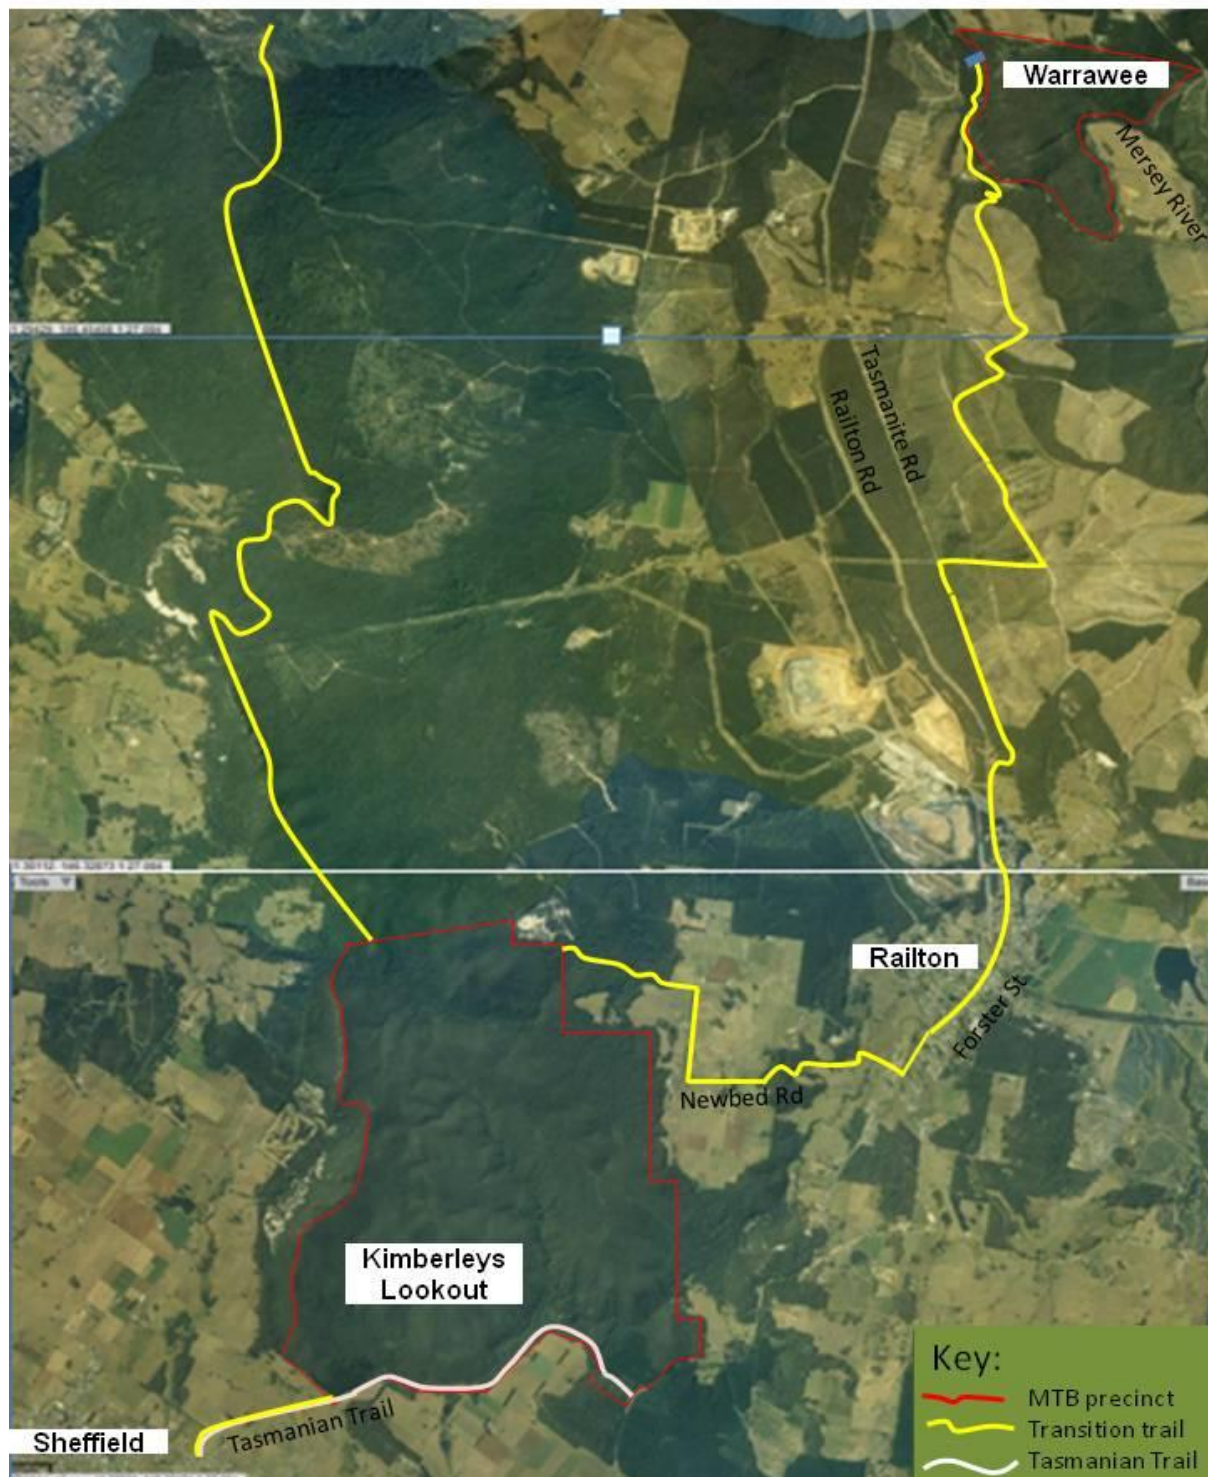 Warrawee
Mersey River
Tasmanite Rd
Railton Rd
Tools
Railton
Forster St
Newbed Rd
Kimberleys
Lookout
Tasmanian Trail
Sheffield
Key:
MTB precinct
Transition trail
Tasmanian Trail